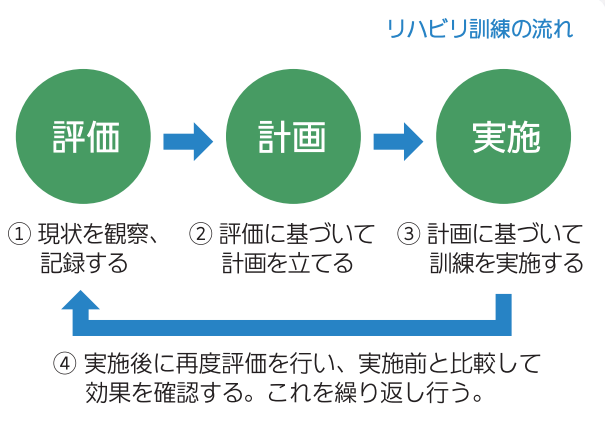 リハビリ訓練の流れ
評価
計画
実施
① 現状を観察、
記録する
② 評価に基づいて
計画を立てる
③ 計画に基づいて
訓練を実施する
④ 実施後に再度評価を行い、実施前と比較して
効果を確認する。これを繰り返し行う。